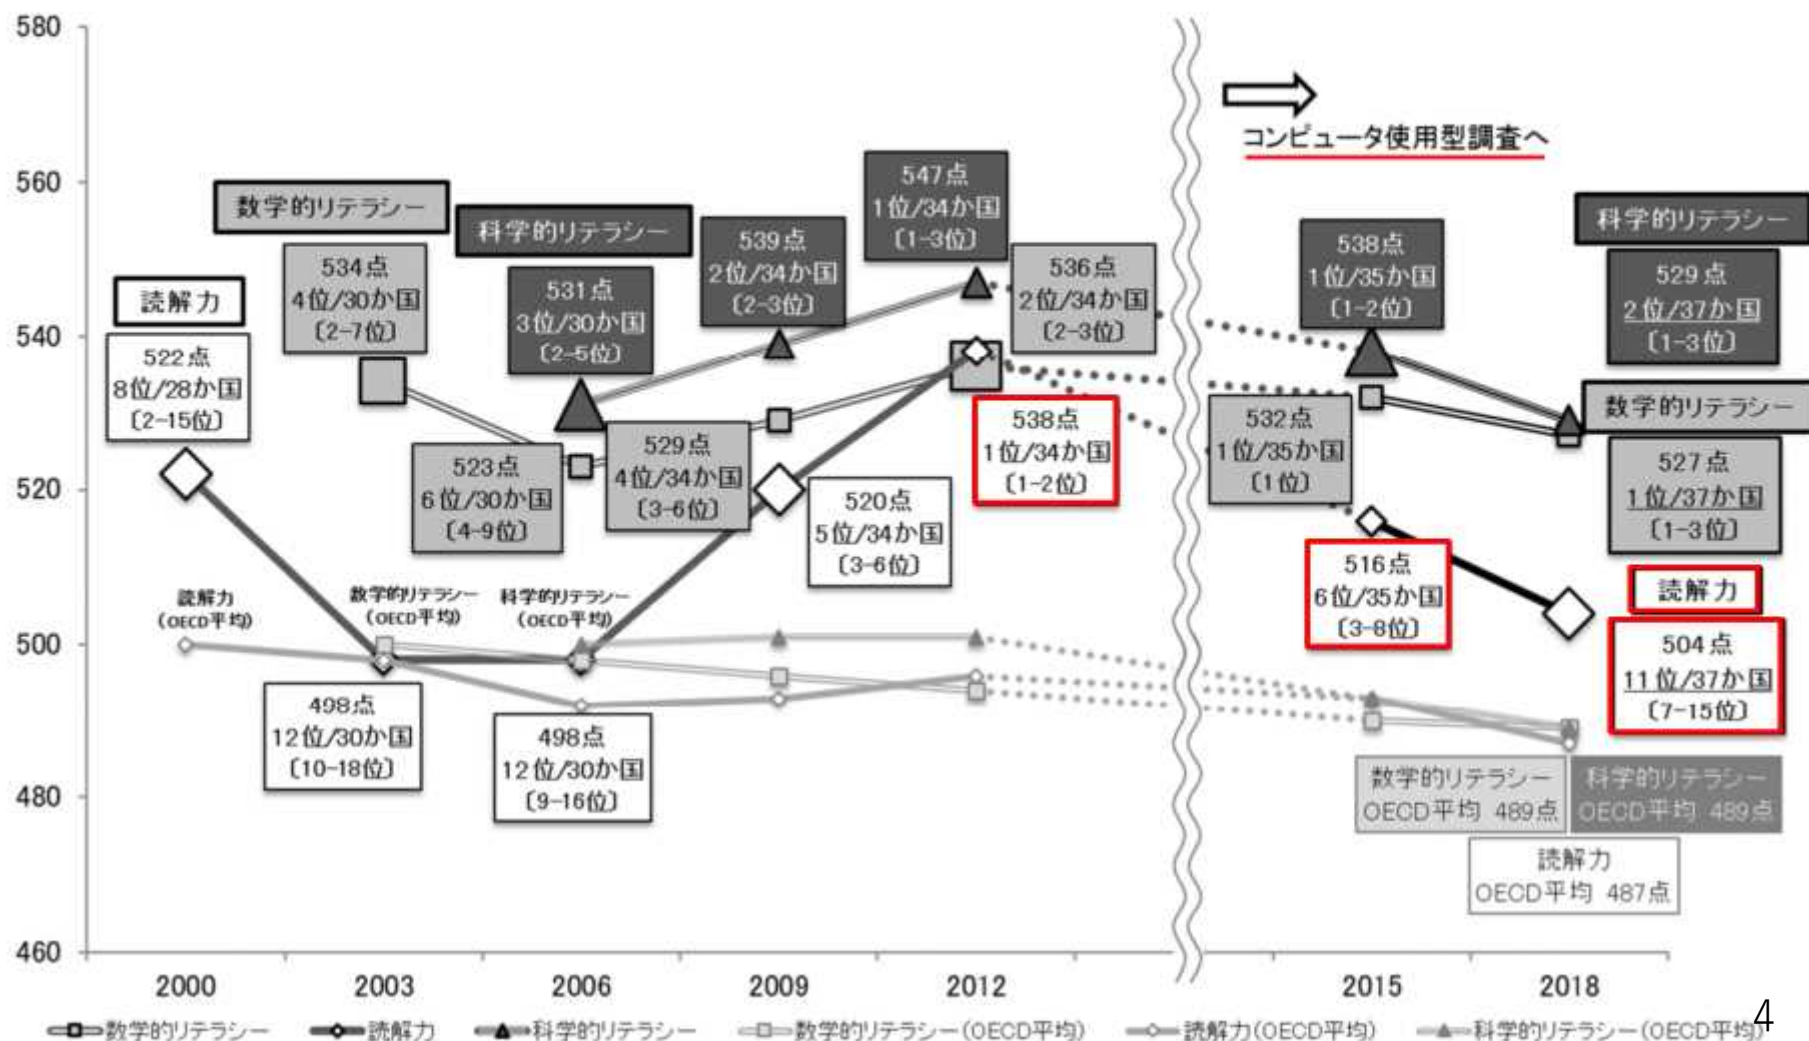 580
560
540
520
500
480
460
コンピュータ使用型調査へ
読解力
522点
8位/28か国
〔2-15位〕
数学的リテラシー
534点
4位/30か国
〔2-7位〕
科学的リテラシー
531点
3位/30か国
〔2-5位〕
539点
2位/34か国
〔2-3位〕
547点
1位/34か国
〔1-3位〕
536点
2位/34か国
〔2-3位〕
523点
6位/30か国
〔4-9位〕
529点
4位/34か国
〔3-6位〕
520点
5位/34か国
〔3-6位〕
538点
1位/34か国
〔1-2位〕
498点
12位/30か国
〔10-18位〕
498点
12位/30か国
〔9-16位〕
読解力
(OECD平均)
数学的リテラシー
(OECD平均)
科学的リテラシー
(OECD平均)
538点
1位/35か国
〔1-2位〕
532点
1位/35か国
〔1位〕
516点
6位/35か国
〔3-8位〕
科学的リテラシー
529点
2位/37か国
〔1-3位〕
数学的リテラシー
527点
1位/37か国
〔1-3位〕
読解力
504点
11位/37か国
〔7-15位〕
数学的リテラシー
OECD平均 489点
科学的リテラシー
OECD平均 489点
読解力
OECD平均 487点
2000
2003
2006
2009
2012
2015
2018
数学的リテラシー
読解力
科学的リテラシー
数学的リテラシー(OECD平均)
読解力(OECD平均)
科学的リテラシー(OECD平均)
4